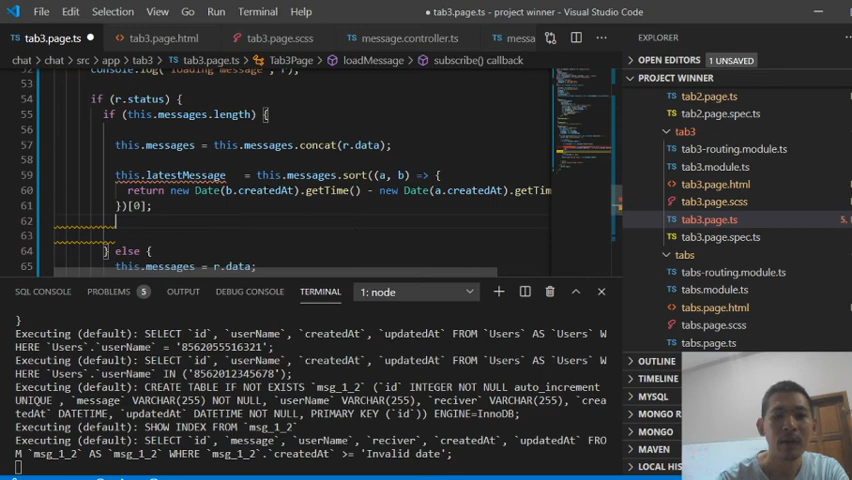 File Edit Selection View Go Run Terminal Help
● tab3.page.ts - project winner - Visual Studio Code
tab3.page.ts
tab3.page.html
tab3.page.scss
message.controller.ts
messa
chat > chat > src > app > tab3 > tab3.page.ts > Tab3Page > loadMessage > subscribe() callback
52 console.log('loading message', r);
53
54 if (r.status) {
55 if (this.messages.length) {
56
57 this.messages = this.messages.concat(r.data);
58
59 this.latestMessage = this.messages.sort((a, b) => {
60 return new Date(b.createdAt).getTime() - new Date(a.createdAt).getTim
61 })[0];
62
63
64 } else {
65 this.messages = r.data;
SQL CONSOLE PROBLEMS 5 OUTPUT DEBUG CONSOLE TERMINAL 1: node
}
Executing (default): SELECT `id`, `userName`, `createdAt`, `updatedAt` FROM `Users` AS `Users` W
HERE `Users`.`userName` = '8562055516321';
Executing (default): SELECT `id`, `userName`, `createdAt`, `updatedAt` FROM `Users` AS `Users` W
HERE `Users`.`userName` IN ('8562012345678');
Executing (default): CREATE TABLE IF NOT EXISTS `msg_1_2` (`id` INTEGER NOT NULL auto_increment
UNIQUE , `message` VARCHAR(255) NOT NULL, `userName` VARCHAR(255), `reciver` VARCHAR(255), `crea
tedAt` DATETIME, `updatedAt` DATETIME NOT NULL, PRIMARY KEY (`id`)) ENGINE=InnoDB;
Executing (default): SHOW INDEX FROM `msg_1_2`
Executing (default): SELECT `id`, `message`, `userName`, `reciver`, `createdAt`, `updatedAt` FRO
M `msg_1_2` AS `msg_1_2` WHERE `msg_1_2`.`createdAt` >= 'Invalid date';
EXPLORER
OPEN EDITORS 1 UNSAVED
PROJECT WINNER
tab2.page.ts
tab2.page.spec.ts
tab3
tab3-routing.module.ts
tab3.module.ts
tab3.page.html
tab3.page.scss
tab3.page.ts 5,
tab3.page.spec.ts
tabs
tabs-routing.module.ts
tabs.module.ts
tabs.page.html
tabs.page.scss
tabs.page.ts
OUTLINE
TIMELINE
MYSQL
MONGO R
MONGO
MAVEN
LOCAL HIS